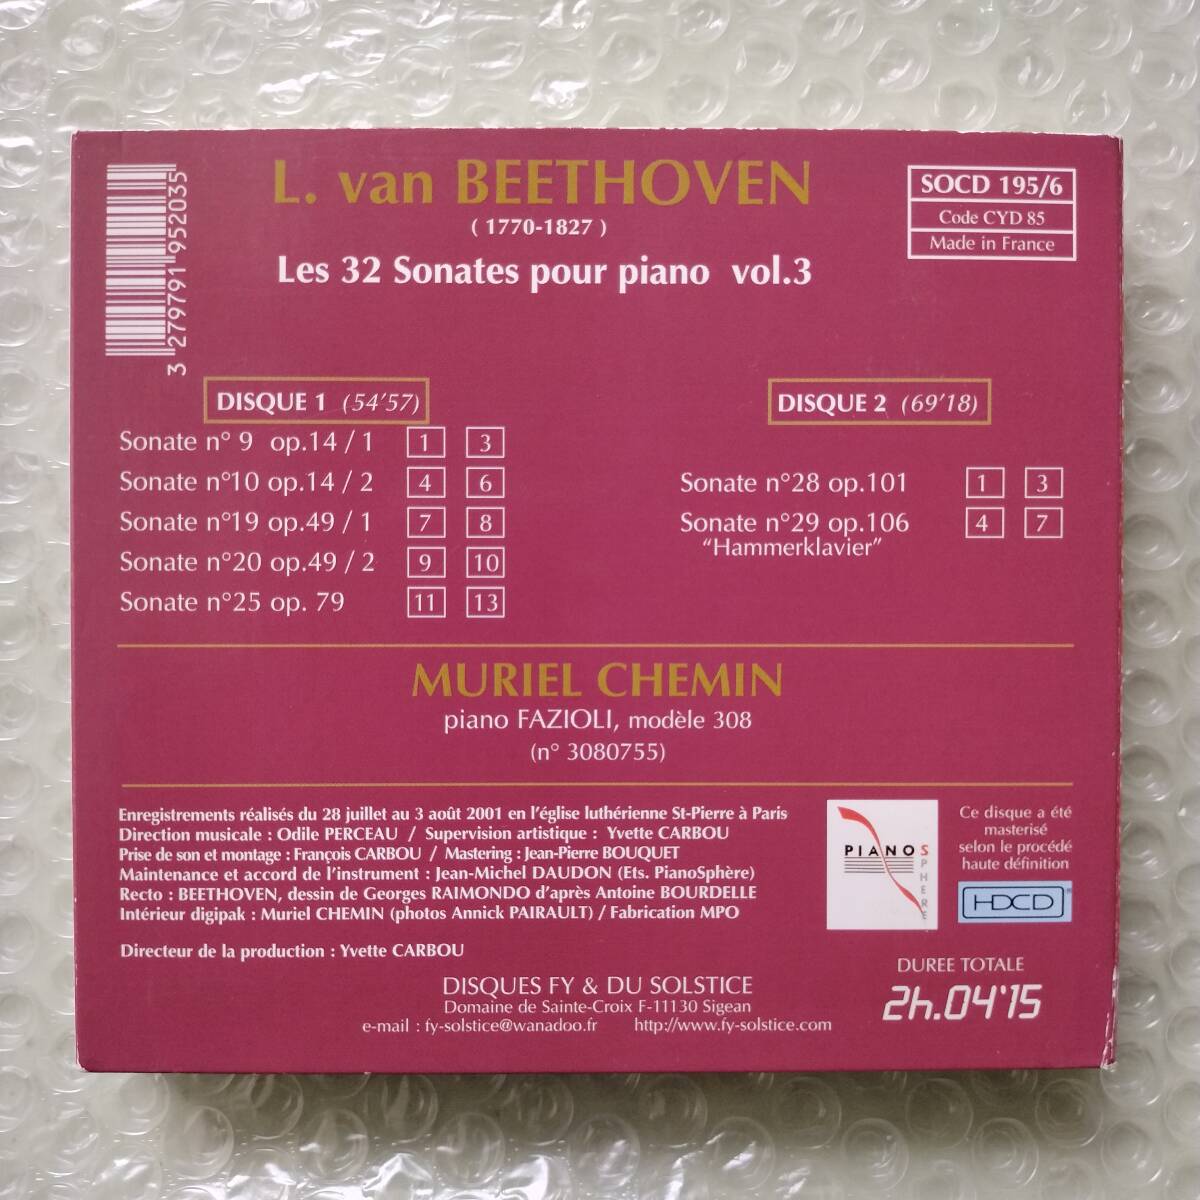 L. van BEETHOVEN
( 1770-1827 )
Les 32 Sonates pour piano vol.3
SOCD 195/6
Code CYD 85
Made in France
3 279791 952035
DISQUE 1 (54'57)
Sonate n° 9 op.14 / 1 1 3
Sonate n°10 op.14 / 2 4 6
Sonate n°19 op.49 / 1 7 8
Sonate n°20 op.49 / 2 9 10
Sonate n°25 op. 79 11 13
DISQUE 2 (69'18)
Sonate n°28 op.101 1 3
Sonate n°29 op.106 4 7
“Hammerklavier”
MURIEL CHEMIN
piano FAZIOLI, modèle 308
(n° 3080755)
Enregistrements réalisés du 28 juillet au 3 août 2001 en l'église luthérienne St-Pierre à Paris
Direction musicale : Odile PERCEAU / Supervision artistique : Yvette CARBOU
Prise de son et montage : François CARBOU / Mastering : Jean-Pierre BOUQUET
Maintenance et accord de l'instrument : Jean-Michel DAUDON (Ets. PianoSphère)
Recto : BEETHOVEN, dessin de Georges RAIMONDO d'après Antoine BOURDELLE
Intérieur digipak : Muriel CHEMIN (photos Annick PAIRAULT) / Fabrication MPO
Directeur de la production : Yvette CARBOU
PIANOS
PHERE
Ce disque a été
masterisé
selon le procédé
haute définition
HDCD®
DUREE TOTALE
2h.04'15
DISQUES FY & DU SOLSTICE
Domaine de Sainte-Croix F-11130 Sigean
e-mail : fy-solstice@wanadoo.fr http://www.fy-solstice.com